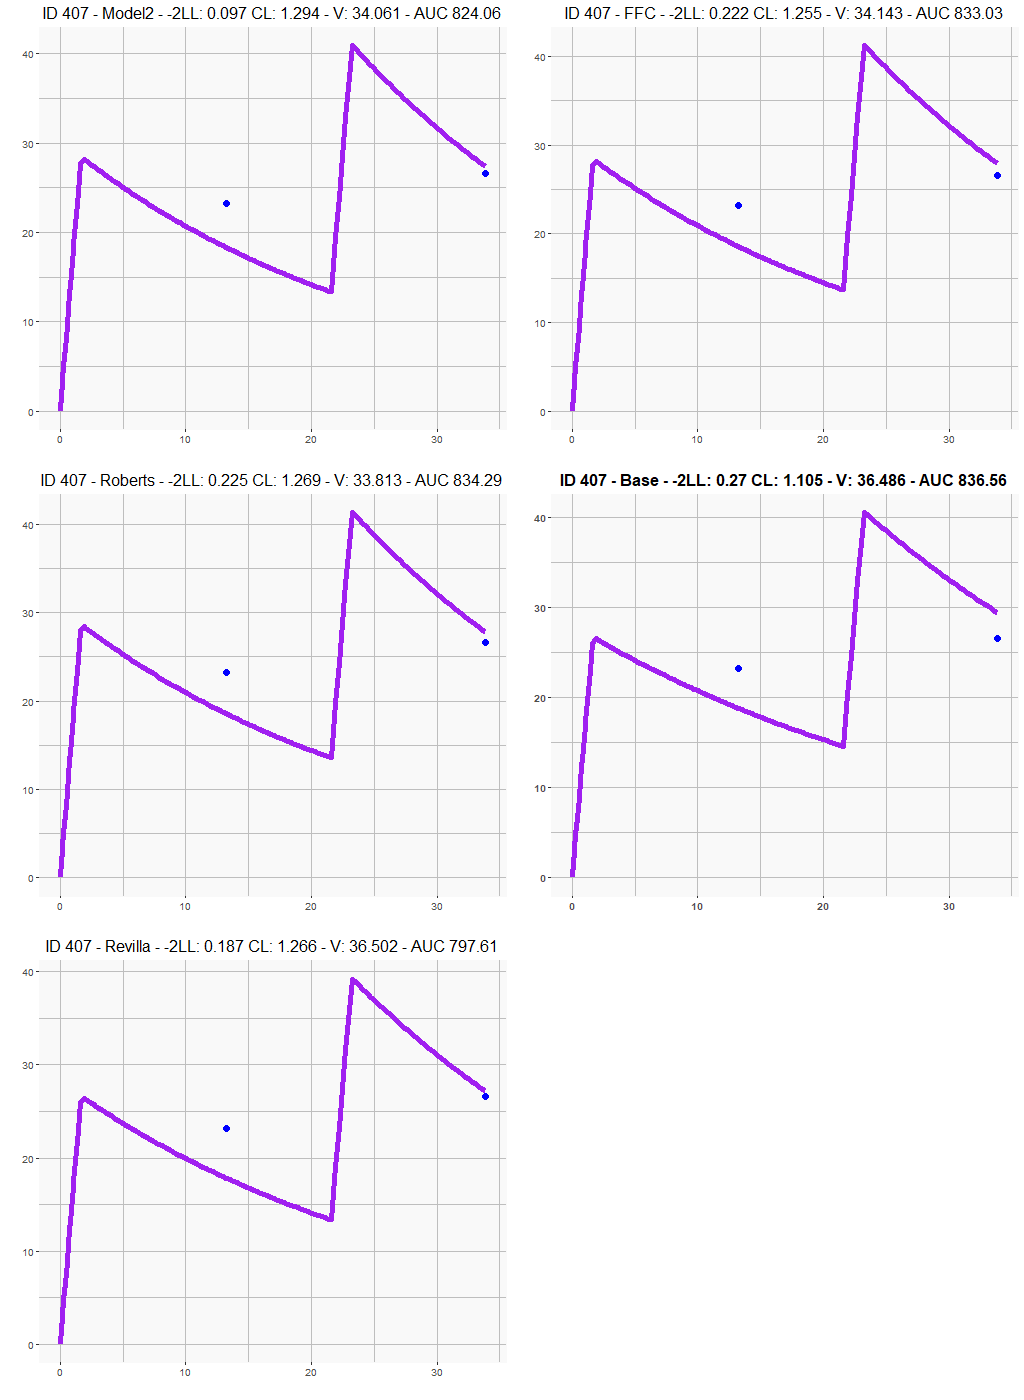 ID 407 - Model2 - -2LL: 0.097 CL: 1.294 - V: 34.061 - AUC 824.06
40
30
20
10
0
0 10 20 30
ID 407 - FFC - -2LL: 0.222 CL: 1.255 - V: 34.143 - AUC 833.03
40
30
20
10
0
0 10 20 30
ID 407 - Roberts - -2LL: 0.225 CL: 1.269 - V: 33.813 - AUC 834.29
40
30
20
10
0
0 10 20 30
ID 407 - Base - -2LL: 0.27 CL: 1.105 - V: 36.486 - AUC 836.56
40
30
20
10
0
0 10 20 30
ID 407 - Revilla - -2LL: 0.187 CL: 1.266 - V: 36.502 - AUC 797.61
40
30
20
10
0
0 10 20 30